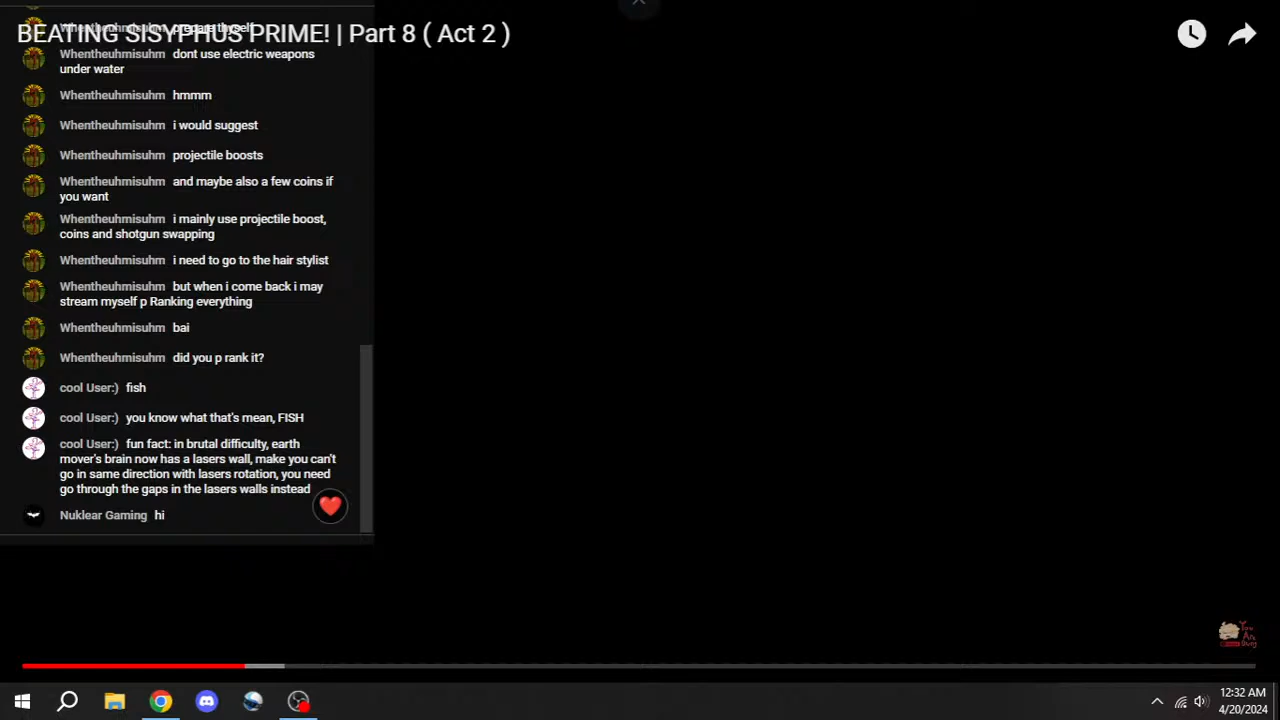 BEATING SISYPHUS PRIME! | Part 8 ( Act 2 )
Whentheuhmisuhm prepare thyself
Whentheuhmisuhm dont use electric weapons
under water
Whentheuhmisuhm hmmm
Whentheuhmisuhm i would suggest
Whentheuhmisuhm projectile boosts
Whentheuhmisuhm and maybe also a few coins if
you want
Whentheuhmisuhm i mainly use projectile boost,
coins and shotgun swapping
Whentheuhmisuhm i need to go to the hair stylist
Whentheuhmisuhm but when i come back i may
stream myself p Ranking everything
Whentheuhmisuhm bai
Whentheuhmisuhm did you p rank it?
cool User:) fish
cool User:) you know what that's mean, FISH
cool User:) fun fact: in brutal difficulty, earth
mover's brain now has a lasers wall, make you can't
go in same direction with lasers rotation, you need
go through the gaps in the lasers walls instead
Nuklear Gaming hi
You
Are
12:32 AM
4/20/2024